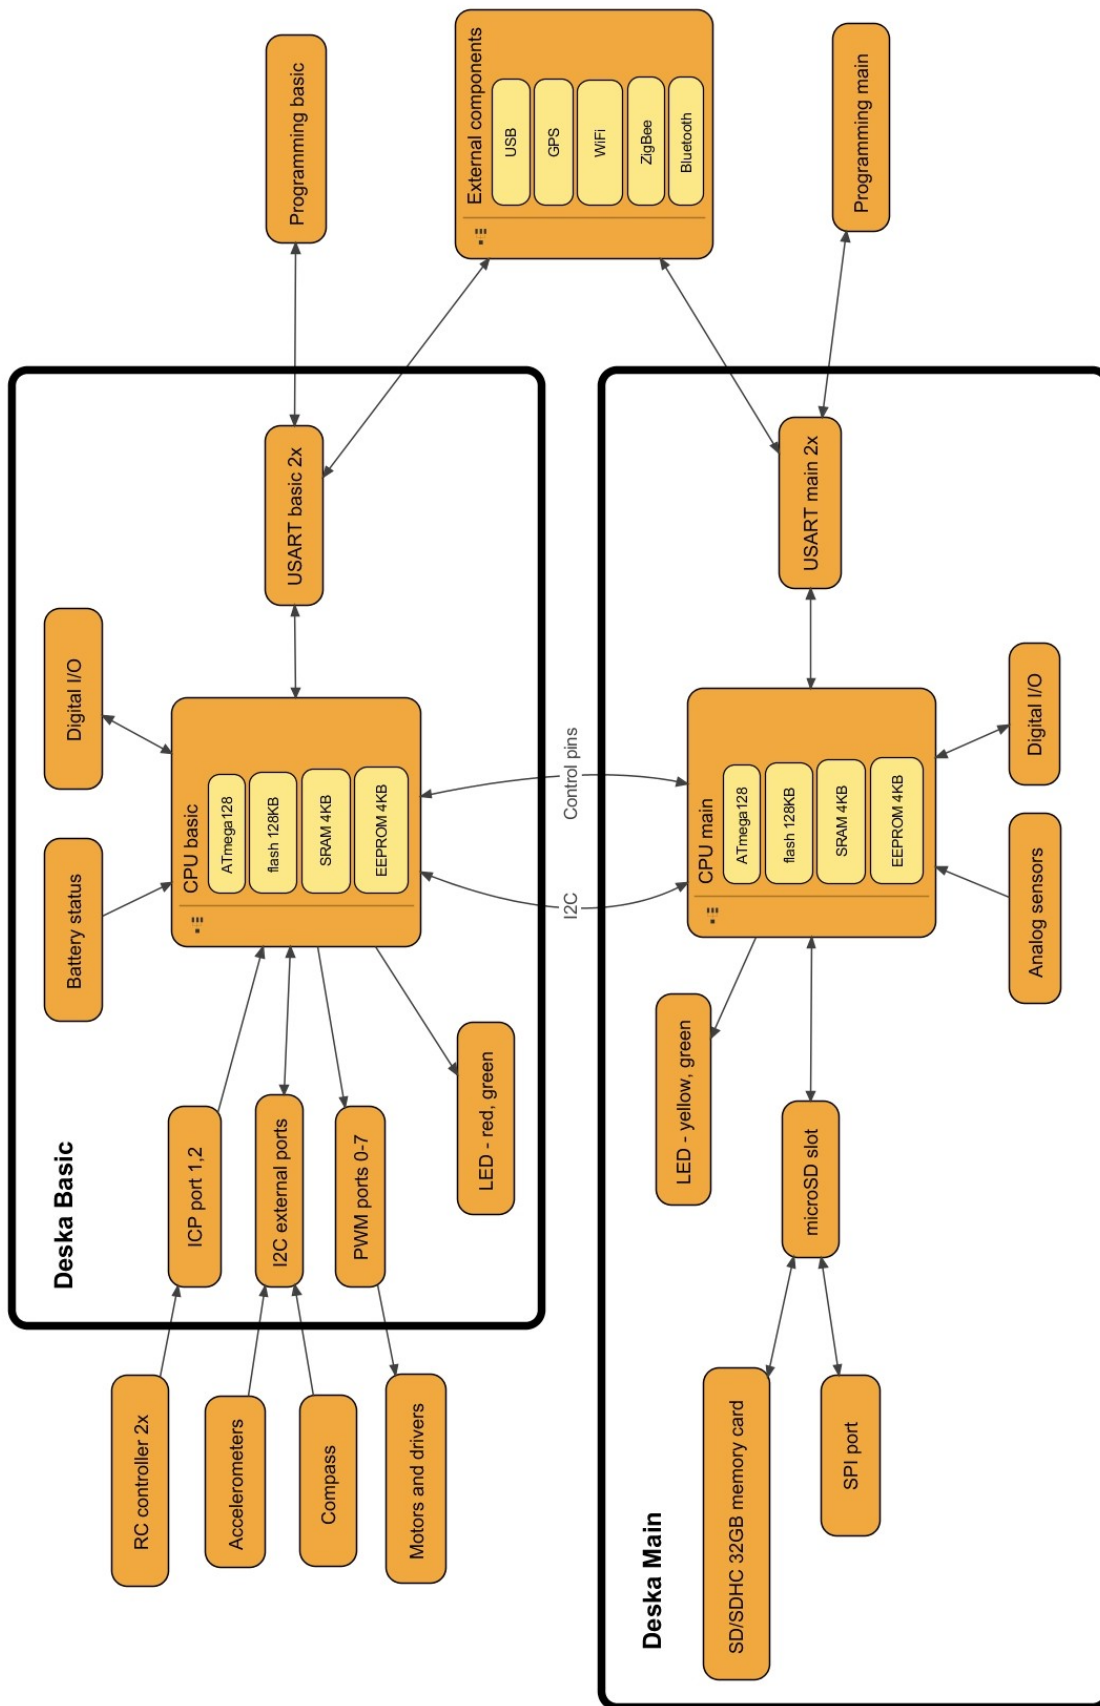 Deska Basic
RC controller 2x
Accelerometers
Compass
Motors and drivers
ICP port 1,2
I2C external ports
PWM ports 0-7
LED - red, green
Battery status
Digital I/O
CPU basic
ATmega128
flash 128KB
SRAM 4KB
EEPROM 4KB
USART basic 2x
Programming basic
External components
USB
GPS
WiFi
ZigBee
Bluetooth
I2C
Control pins
Deska Main
SD/SDHC 32GB memory card
SPI port
microSD slot
LED - yellow, green
CPU main
ATmega128
flash 128KB
SRAM 4KB
EEPROM 4KB
Analog sensors
Digital I/O
USART main 2x
Programming main